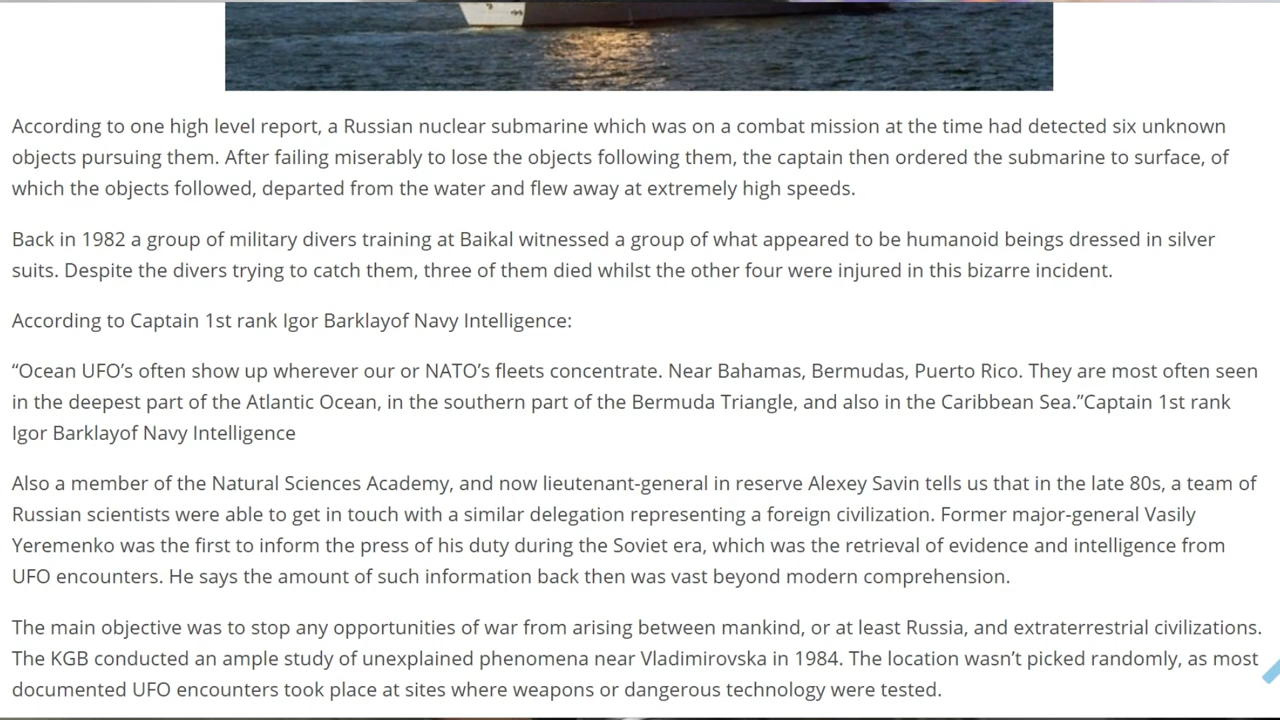 According to one high level report, a Russian nuclear submarine which was on a combat mission at the time had detected six unknown
objects pursuing them. After failing miserably to lose the objects following them, the captain then ordered the submarine to surface, of
which the objects followed, departed from the water and flew away at extremely high speeds.
Back in 1982 a group of military divers training at Baikal witnessed a group of what appeared to be humanoid beings dressed in silver
suits. Despite the divers trying to catch them, three of them died whilst the other four were injured in this bizarre incident.
According to Captain 1st rank Igor Barklayof Navy Intelligence:
“Ocean UFO’s often show up wherever our or NATO’s fleets concentrate. Near Bahamas, Bermudas, Puerto Rico. They are most often seen
in the deepest part of the Atlantic Ocean, in the southern part of the Bermuda Triangle, and also in the Caribbean Sea.”Captain 1st rank
Igor Barklayof Navy Intelligence
Also a member of the Natural Sciences Academy, and now lieutenant-general in reserve Alexey Savin tells us that in the late 80s, a team of
Russian scientists were able to get in touch with a similar delegation representing a foreign civilization. Former major-general Vasily
Yeremenko was the first to inform the press of his duty during the Soviet era, which was the retrieval of evidence and intelligence from
UFO encounters. He says the amount of such information back then was vast beyond modern comprehension.
The main objective was to stop any opportunities of war from arising between mankind, or at least Russia, and extraterrestrial civilizations.
The KGB conducted an ample study of unexplained phenomena near Vladimirovska in 1984. The location wasn’t picked randomly, as most
documented UFO encounters took place at sites where weapons or dangerous technology were tested.